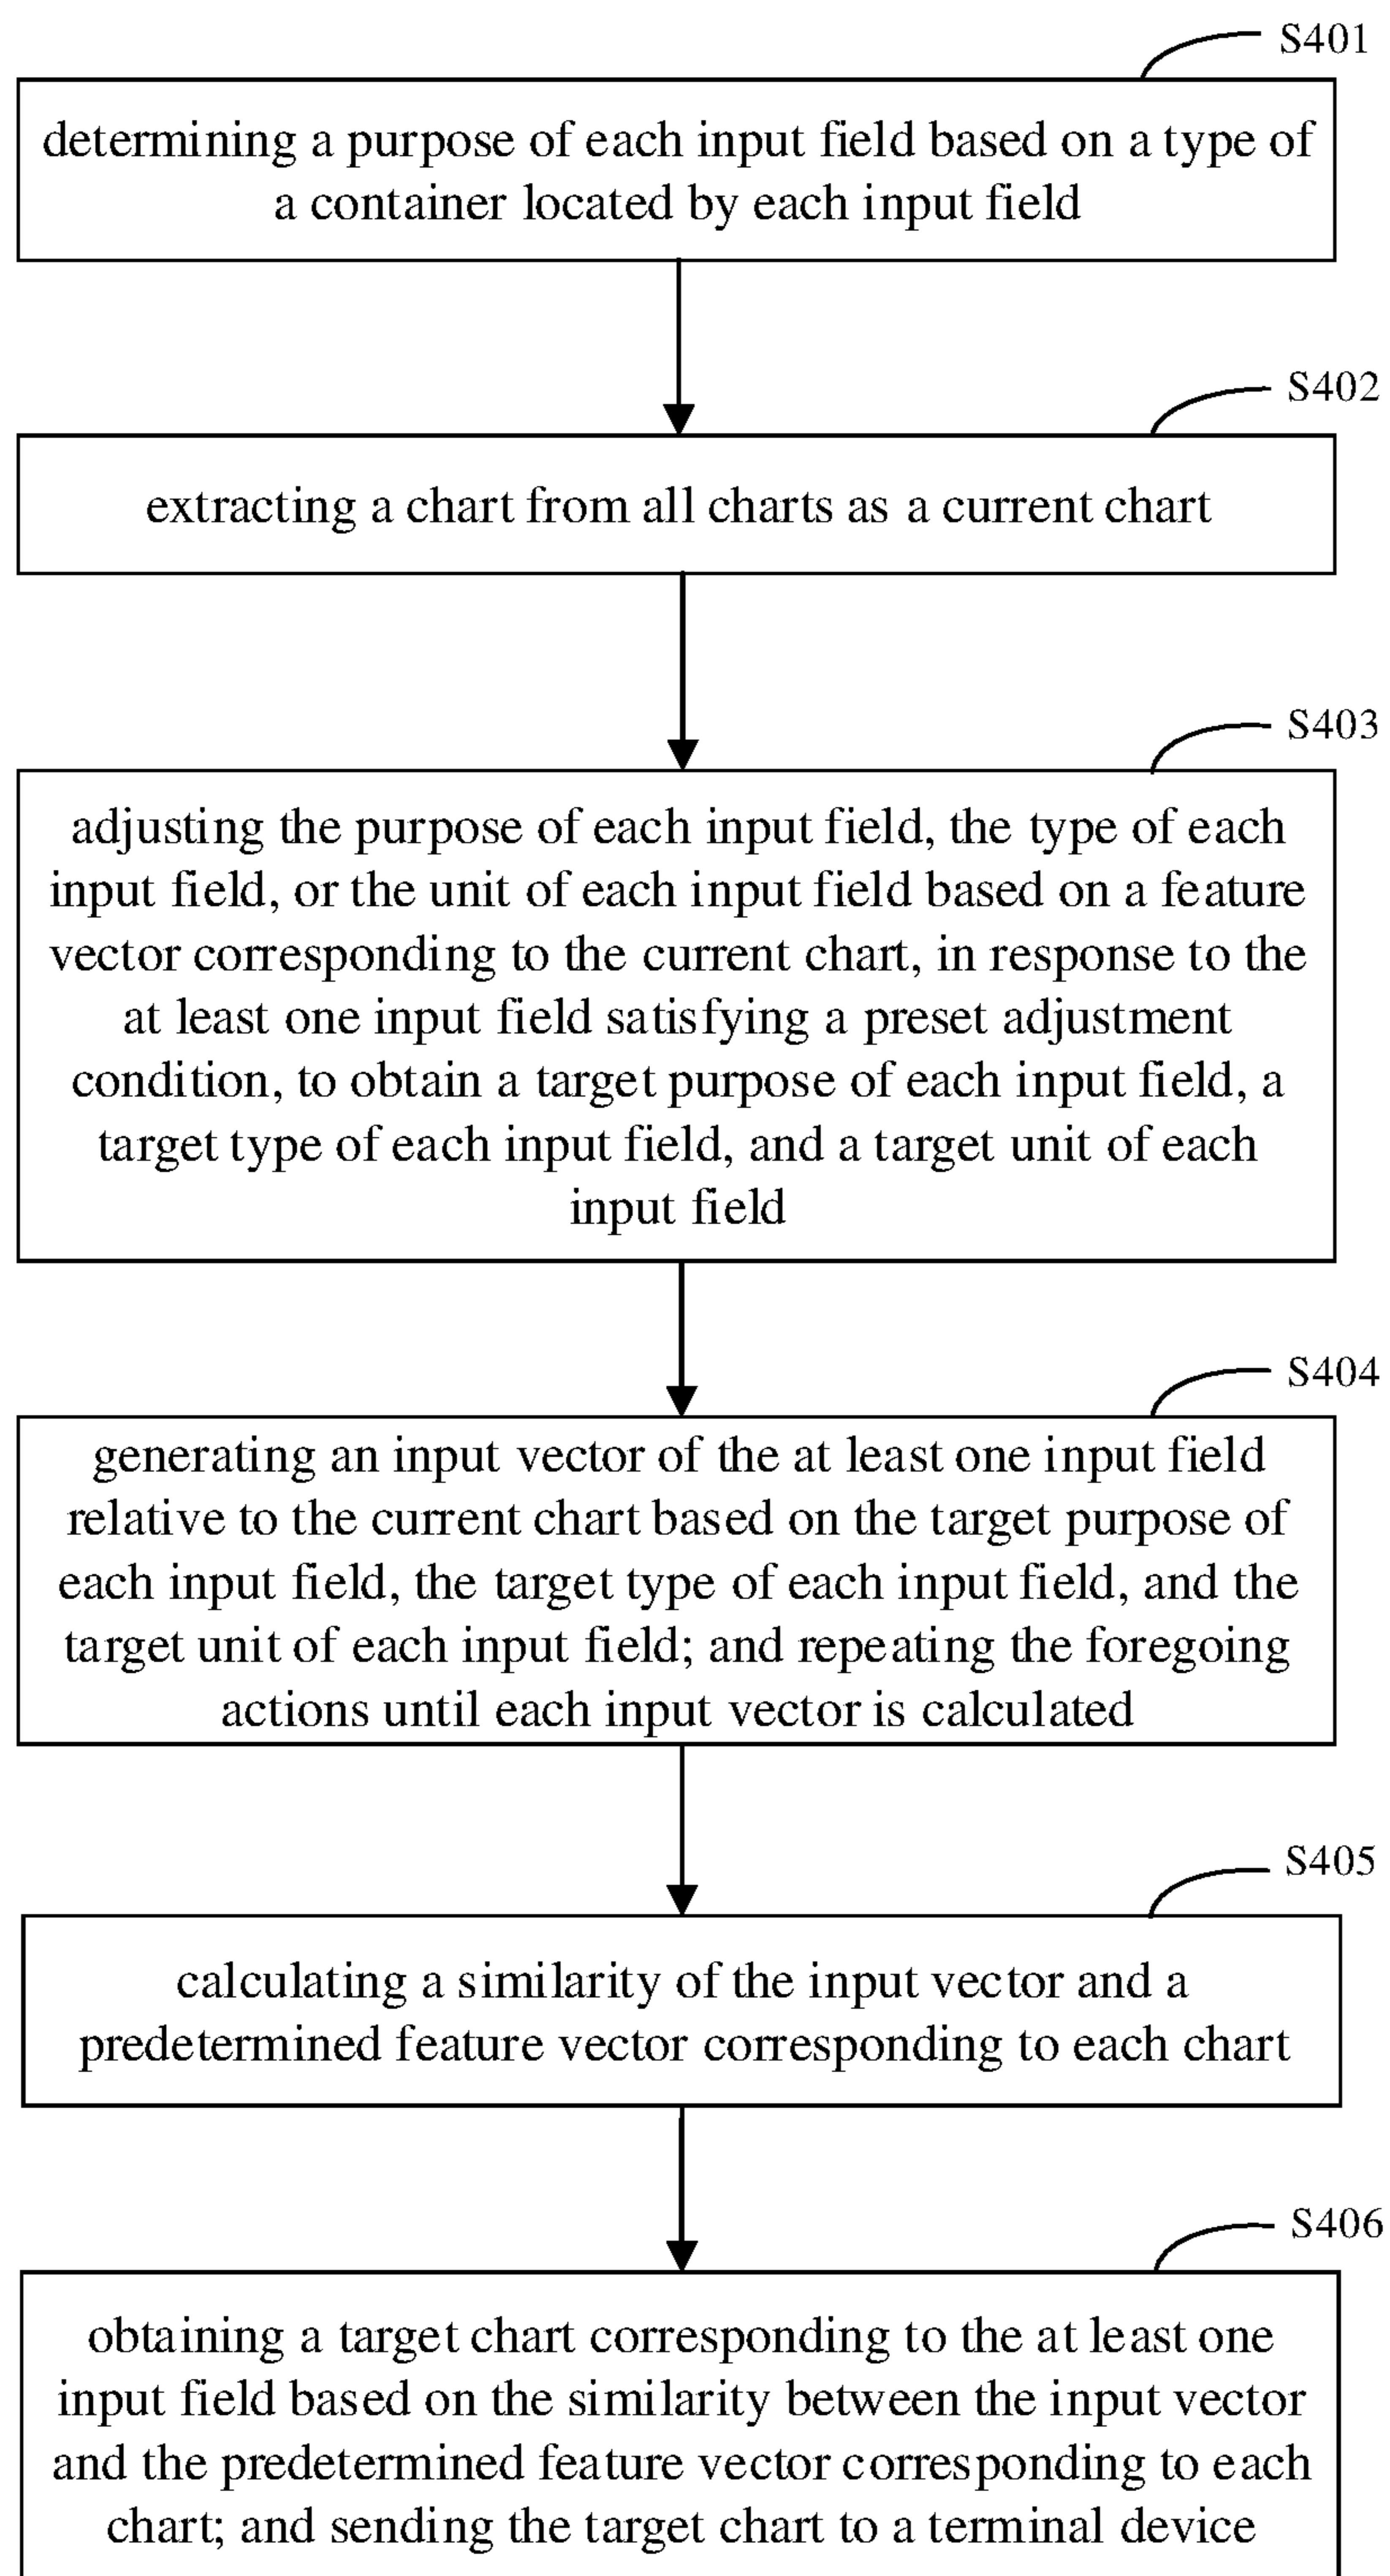 S401
determining a purpose of each input field based on a type of
a container located by each input field
S402
extracting a chart from all charts as a current chart
S403
adjusting the purpose of each input field, the type of each
input field, or the unit of each input field based on a feature
vector corresponding to the current chart, in response to the
at least one input field satisfying a preset adjustment
condition, to obtain a target purpose of each input field, a
target type of each input field, and a target unit of each
input field
S404
generating an input vector of the at least one input field
relative to the current chart based on the target purpose of
each input field, the target type of each input field, and the
target unit of each input field; and repeating the foregoing
actions until each input vector is calculated
S405
calculating a similarity of the input vector and a
predetermined feature vector corresponding to each chart
S406
obtaining a target chart corresponding to the at least one
input field based on the similarity between the input vector
and the predetermined feature vector corresponding to each
chart; and sending the target chart to a terminal device